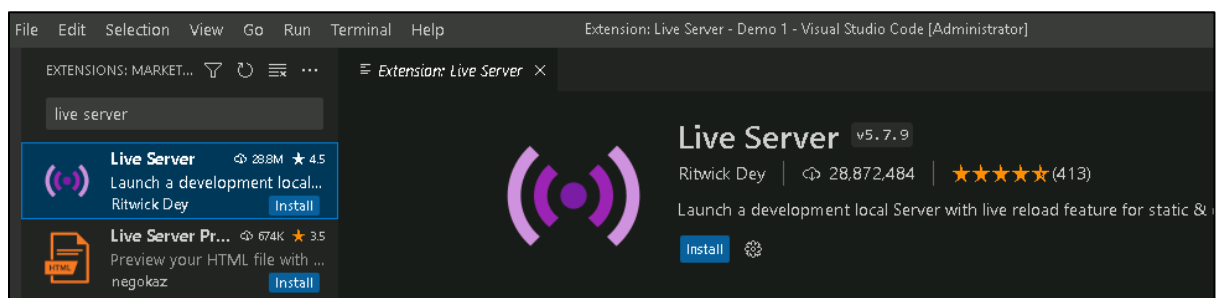 File Edit Selection View Go Run Terminal Help Extension: Live Server - Demo 1 - Visual Studio Code [Administrator]
EXTENSIONS: MARKET... Extension: Live Server
live server
Live Server 28.8M 4.5
Launch a development local...
Ritwick Dey Install
Live Server Pr... 674K 3.5
Preview your HTML file with ...
negokaz Install
HTML
Live Server v5.7.9
Ritwick Dey 28,872,484 (413)
Launch a development local Server with live reload feature for static &
Install